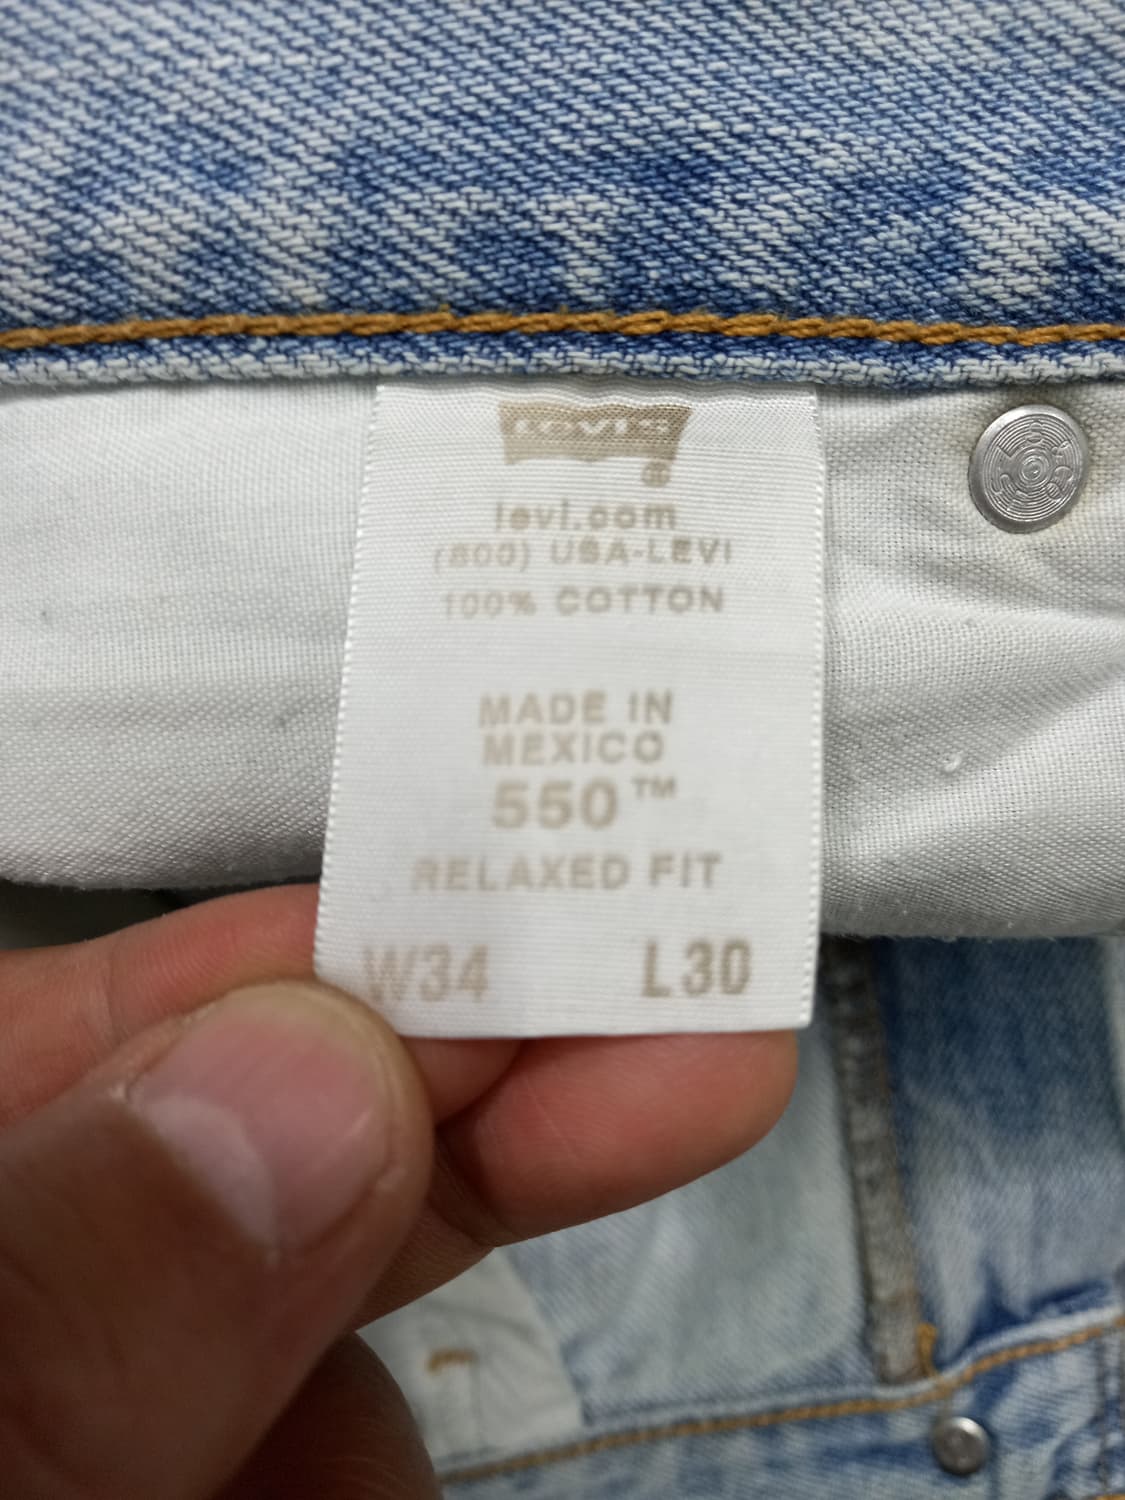 Levi's
®
levi.com
(800) USA-LEVI
100% COTTON
MADE IN
MEXICO
550™
RELAXED FIT
W34 L30